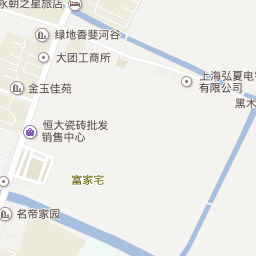 永朝之星旅店
绿地香斐河谷
大团工商所
上海弘夏电
有限公司
金玉佳苑
黑木
恒大瓷砖批发
销售中心
富家宅
名帝家园